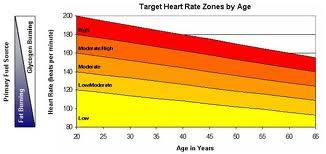 Target Heart Rate Zones by Age
Primary Fuel Source
Glycogen Burning
Fat Burning
Heart Rate (beats per minute)
200
180
160
140
120
100
80
High
Moderate/High
Moderate
Low/Moderate
Low
20 25 30 35 40 45 50 55 60 65
Age in Years